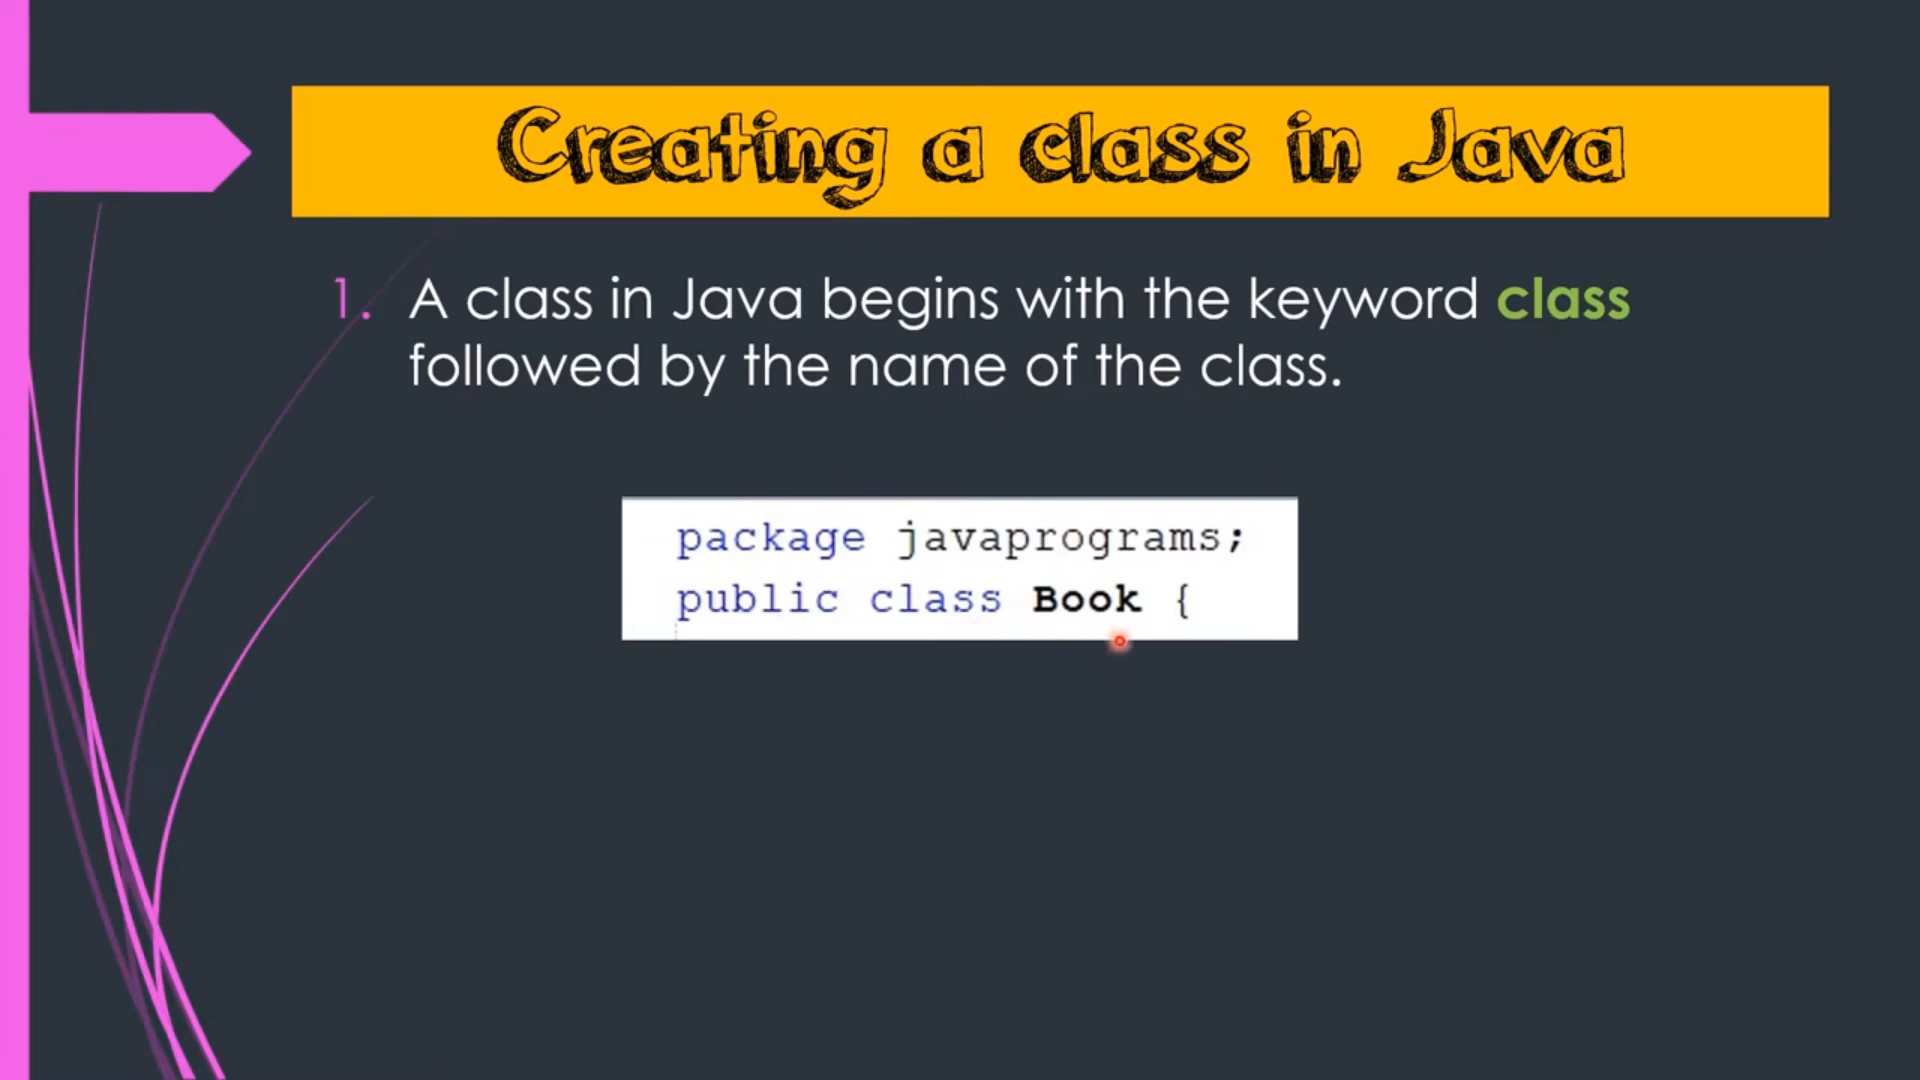 Creating a class in Java
1. A class in Java begins with the keyword class
followed by the name of the class.
package javaprograms;
public class Book {